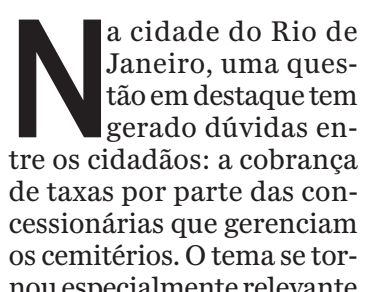 Na cidade do Rio de
Janeiro, uma ques-
tão em destaque tem
gerado dúvidas en-
tre os cidadãos: a cobrança
de taxas por parte das con-
cessionárias que gerenciam
os cemitérios. O tema se tor-
nou especialmente relevante